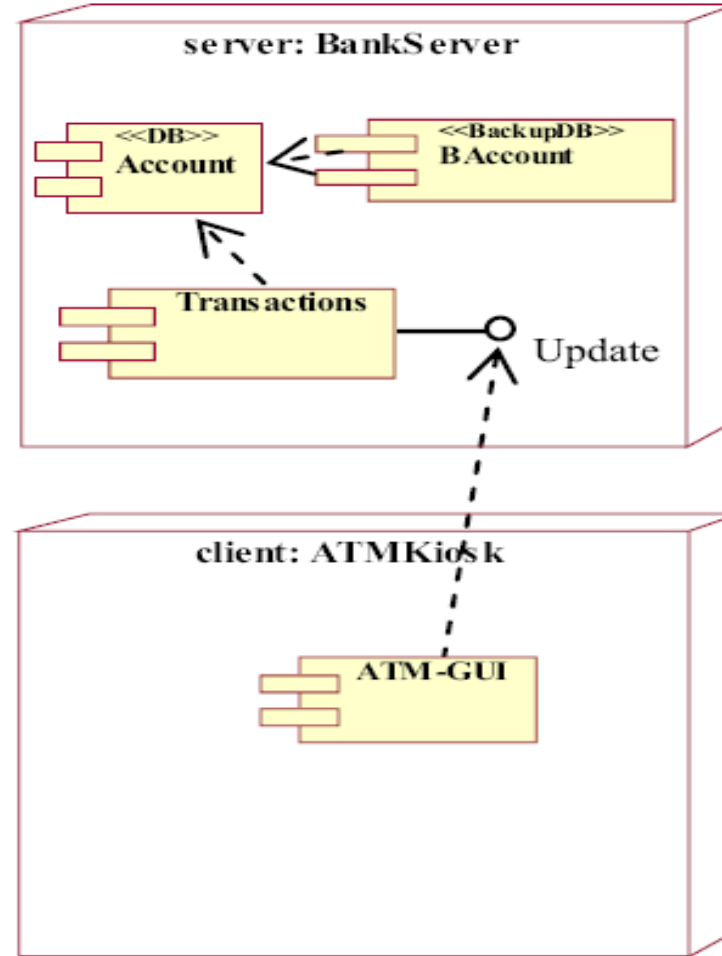 server: BankServer
<<DB>>
Account
<<BackupDB>>
BAccount
Transactions
Update
client: ATMKiosk
ATM-GUI